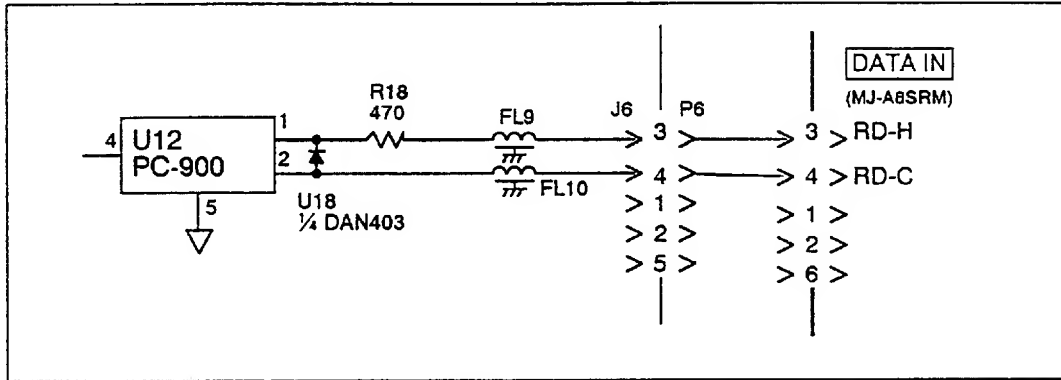 DATA IN
(MJ-A8SRM)
R18
470
J6
P6
FL9
1
3
3
RD-H
4
U12
PC-900
2
4
4
RD-C
FL10
U18
¼ DAN403
5
1
1
2
2
5
6